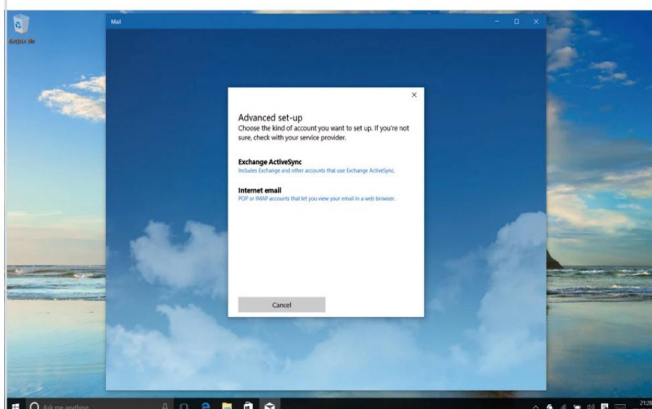 Mail
Advanced set-up
Choose the kind of account you want to set up. If you're not
sure, check with your service provider.
Exchange ActiveSync
Includes Exchange and other accounts that use Exchange ActiveSync.
Internet email
POP or IMAP accounts that let you view your email in a web browser.
Cancel
Ask me anything
21:28